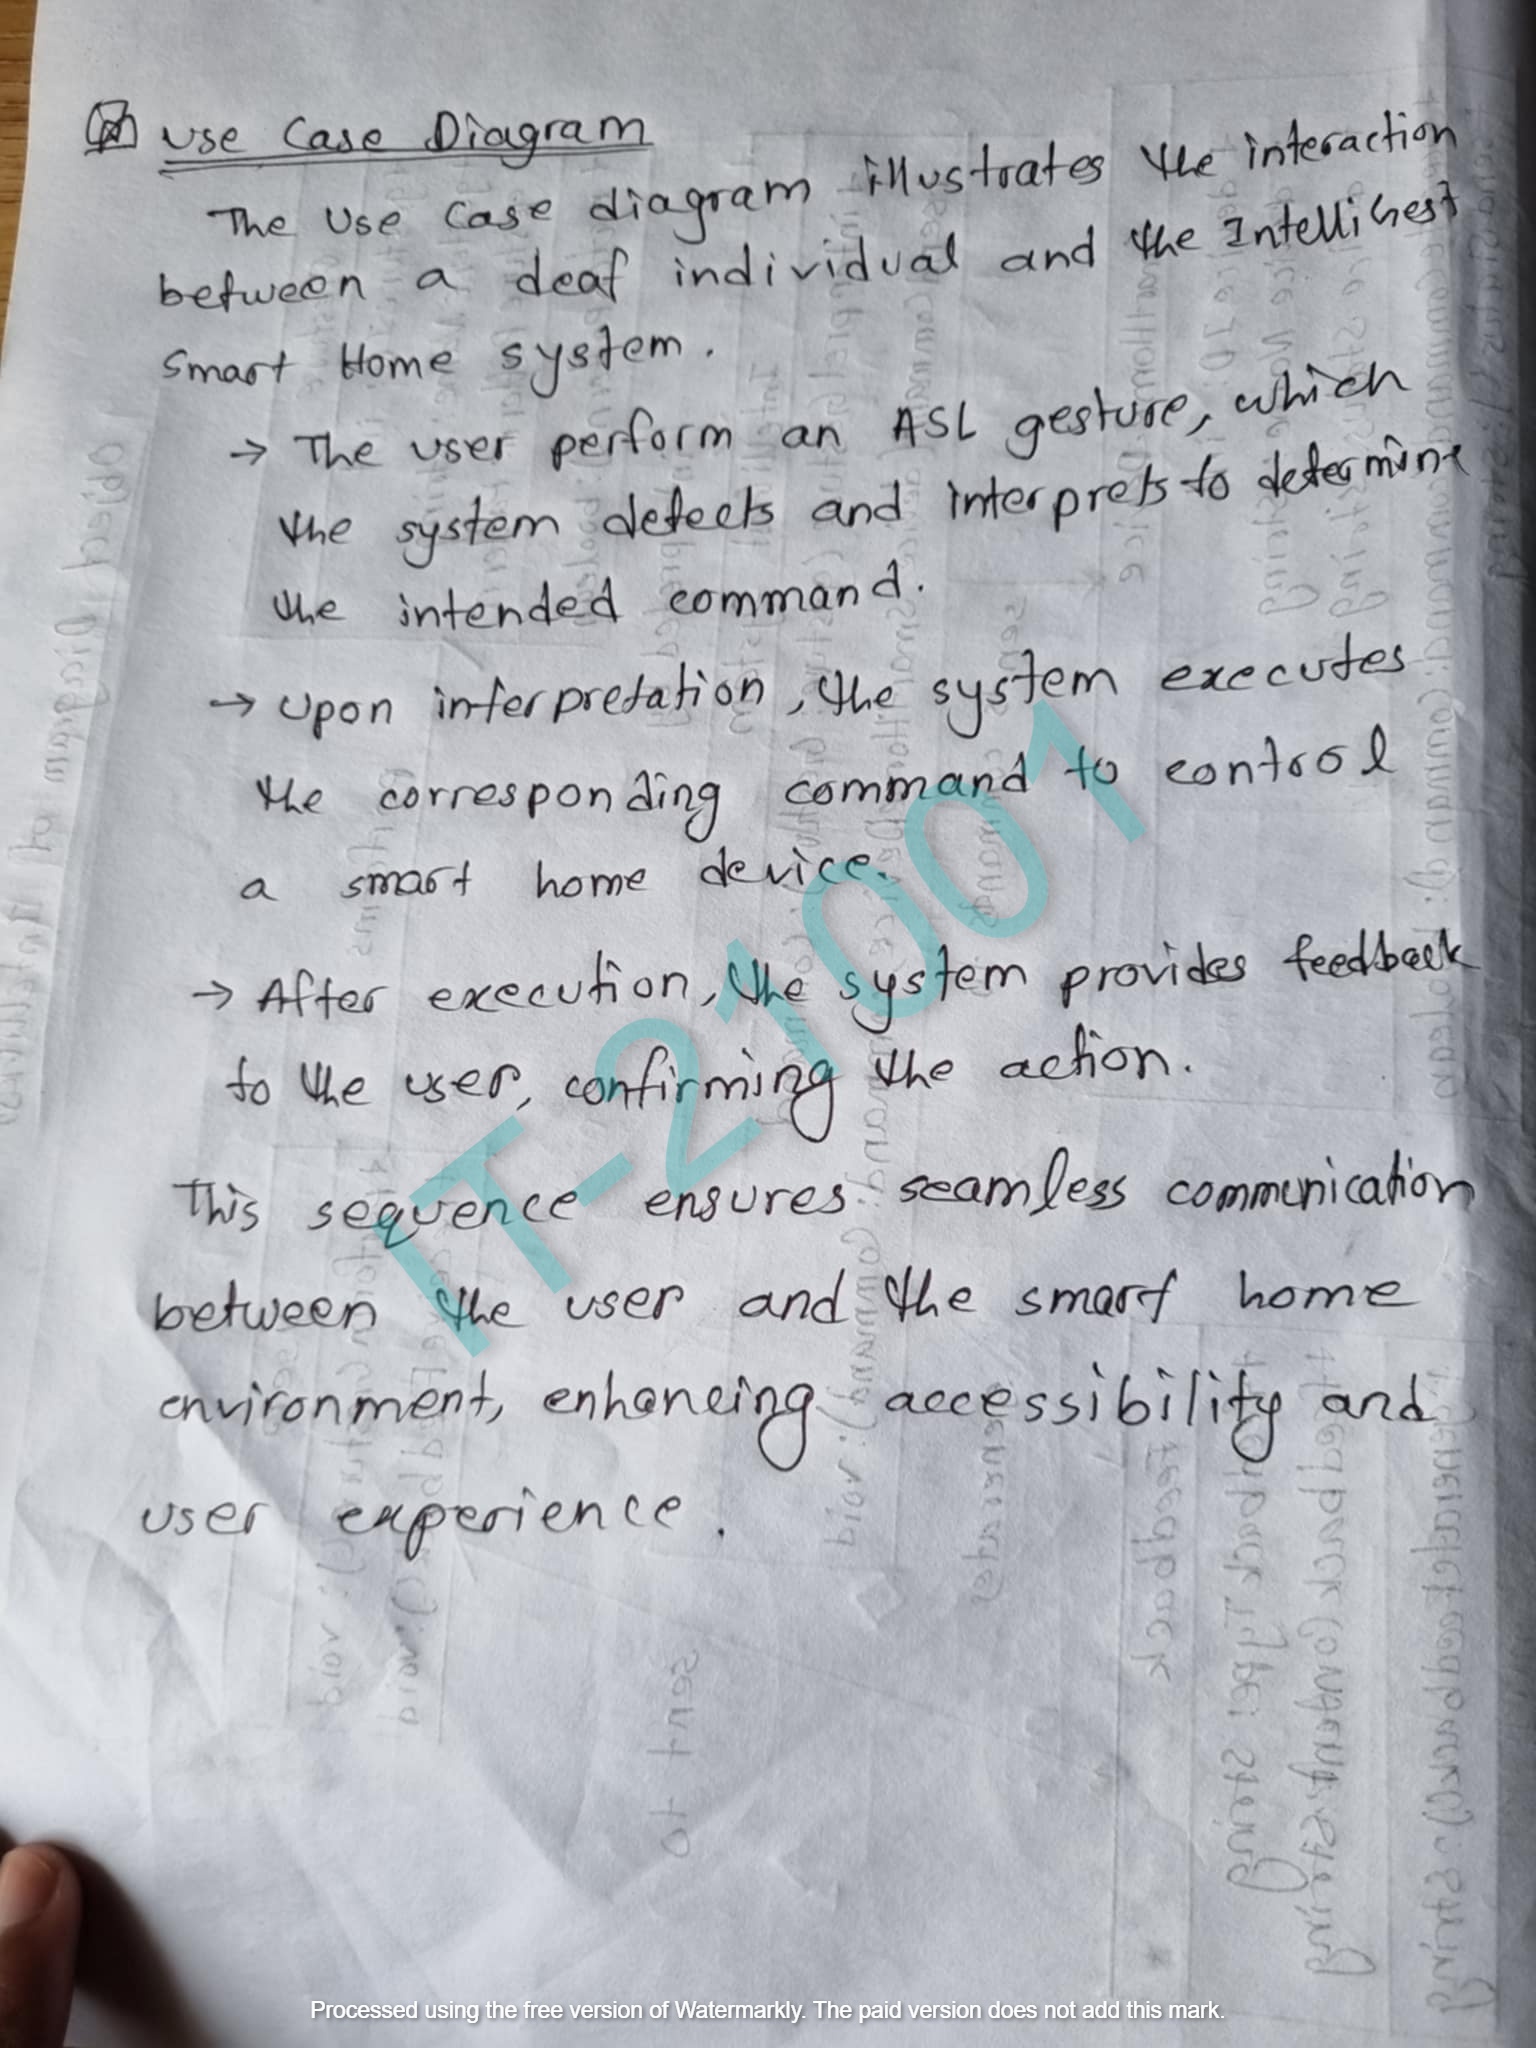 Use Case Diagram
The Use Case diagram illustrates the interaction
between a deaf individual and the IntelliGest
Smart Home system.
→ The user perform an ASL gesture, which
the system detects and interprets to determine
the intended command.
→ Upon interpretation, the system executes
the corresponding command to control
a smart home device.
→ After execution, the system provides feedback
to the user, confirming the action.
This sequence ensures seamless communication
between the user and the smart home
environment, enhancing accessibility and
user experience.
IT-21001
Processed using the free version of Watermarkly. The paid version does not add this mark.